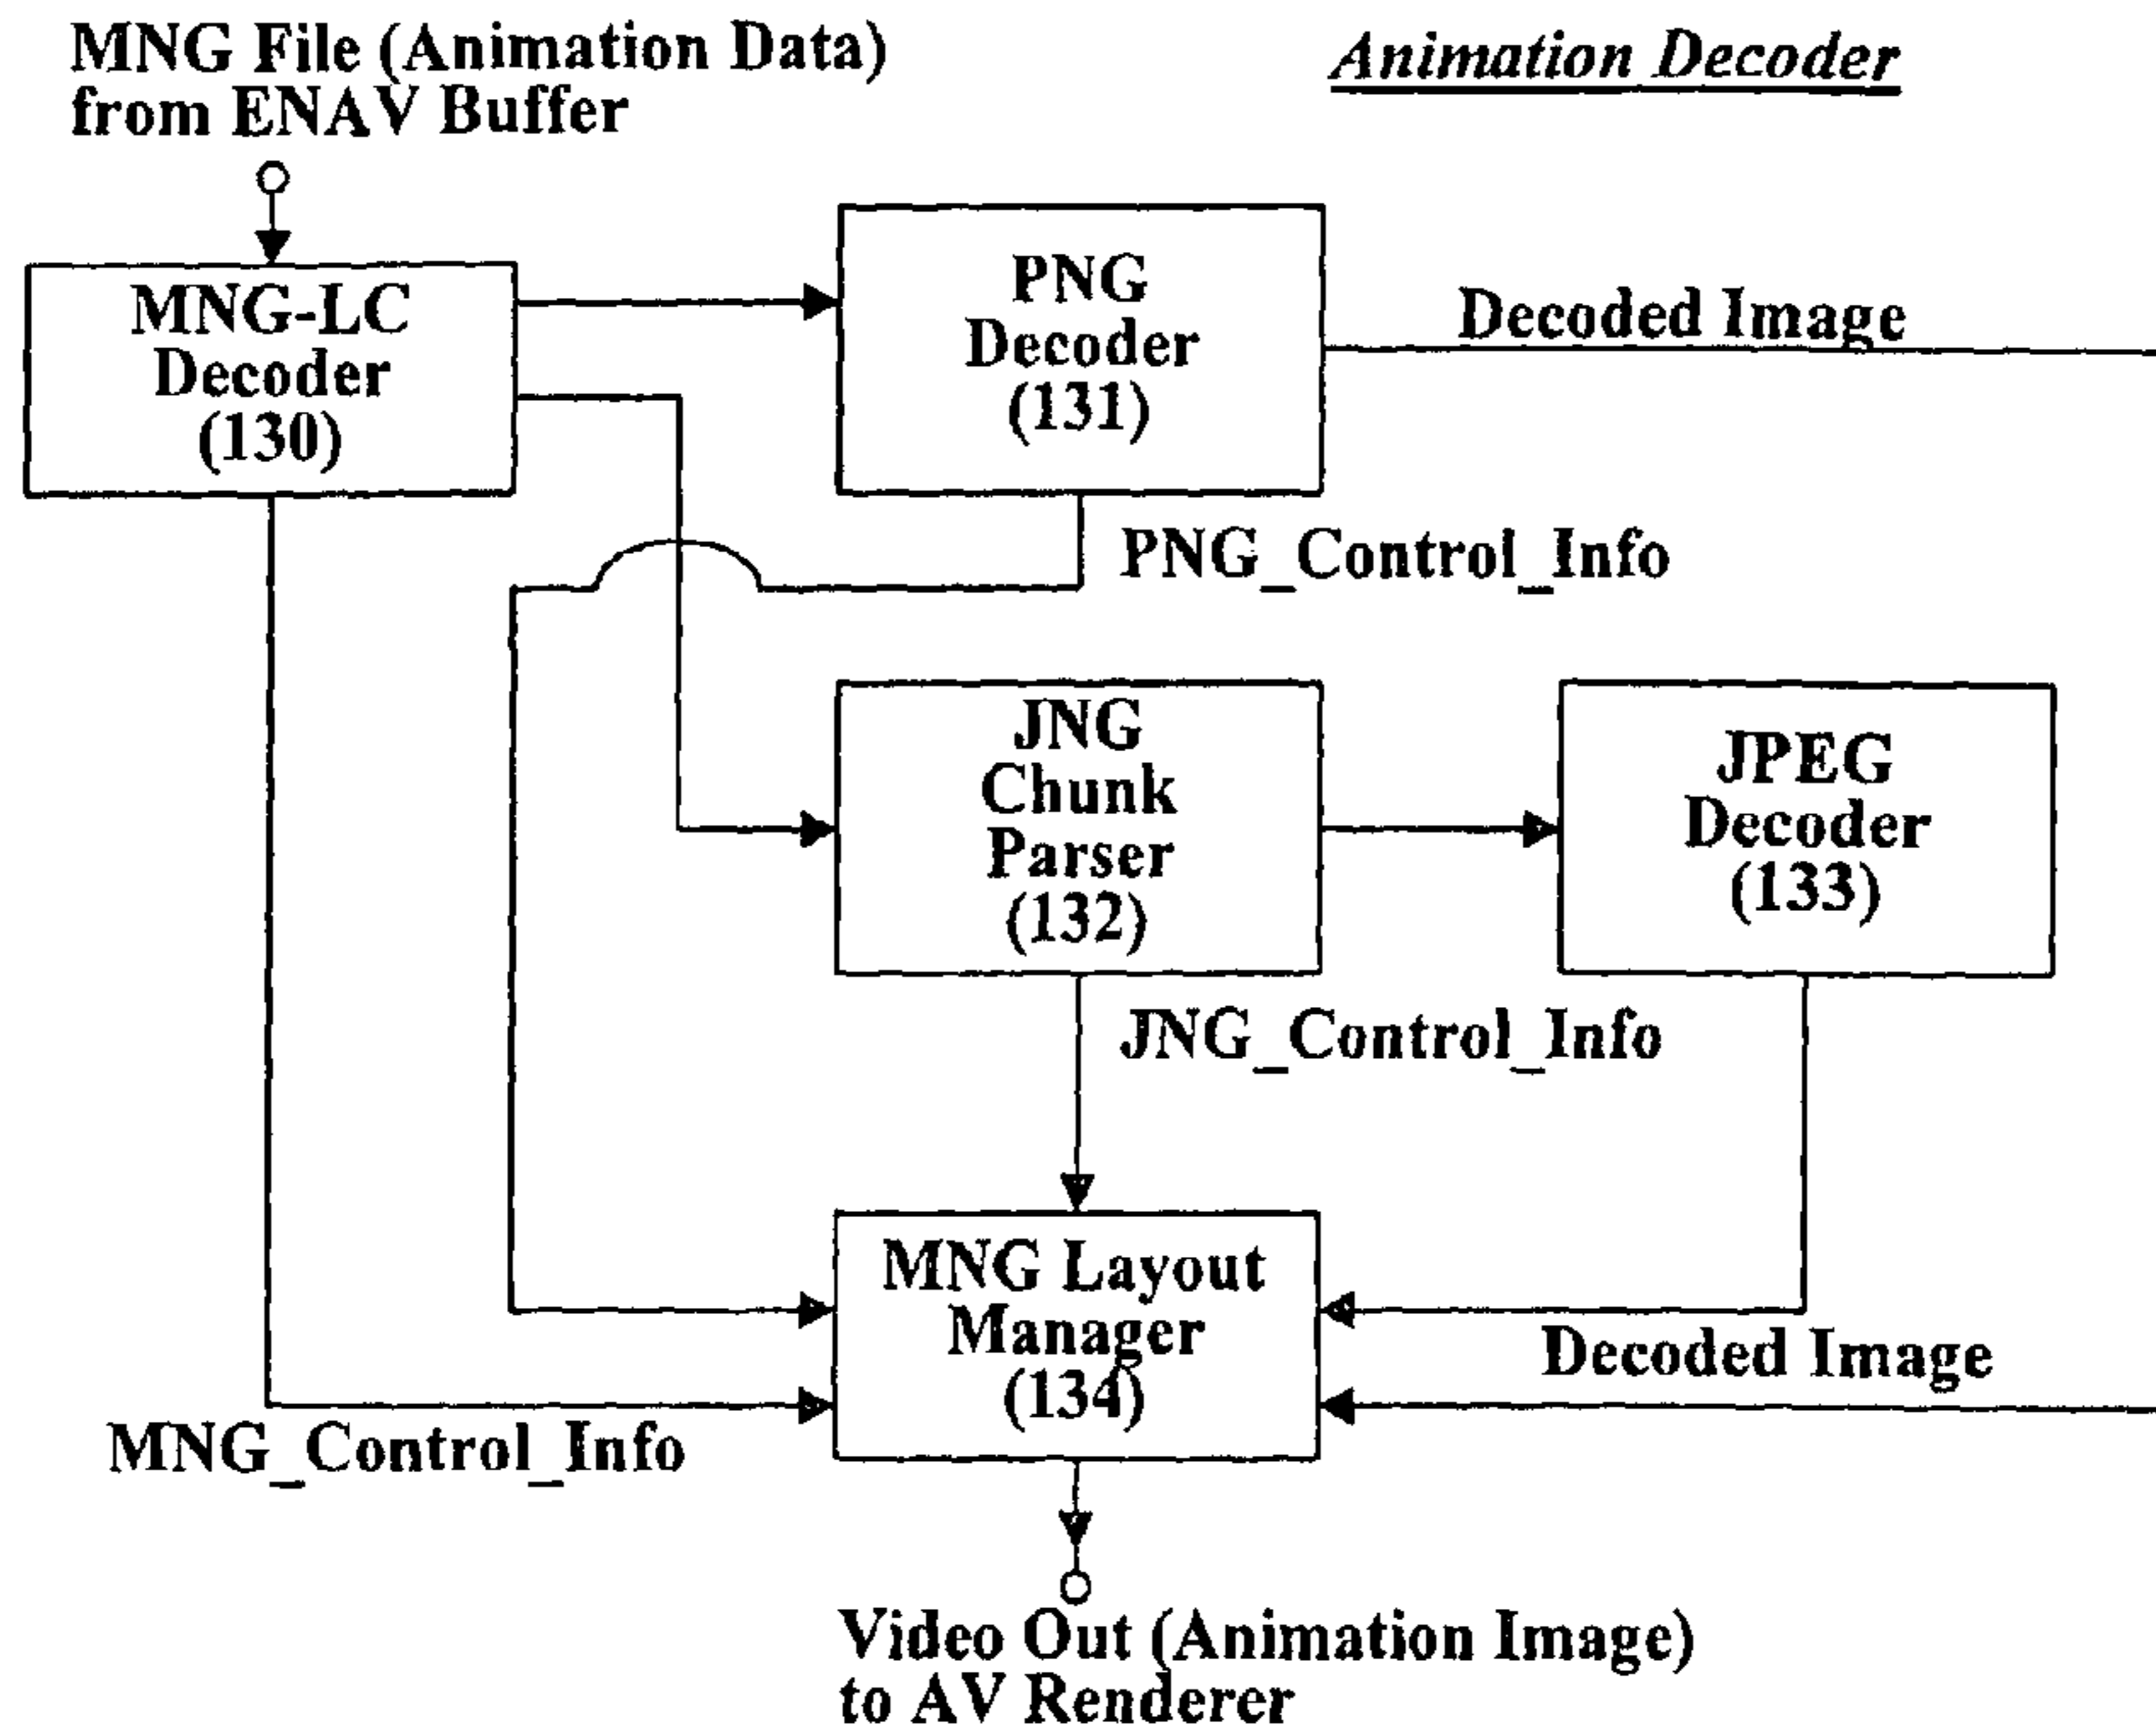 MNG File (Animation Data)
from ENAV Buffer
Animation Decoder
MNG-LC
Decoder
(130)
PNG
Decoder
(131)
Decoded Image
PNG_Control_Info
JNG
Chunk
Parser
(132)
JPEG
Decoder
(133)
JNG_Control_Info
MNG Layout
Manager
(134)
Decoded Image
MNG_Control_Info
Video Out (Animation Image)
to AV Renderer